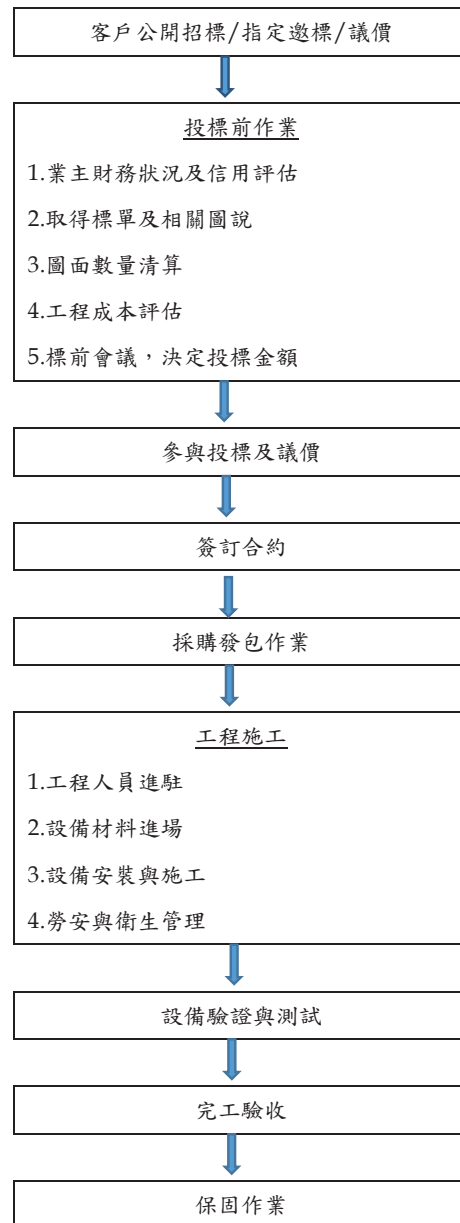 客戶公開招標/指定邀標/議價
投標前作業
1.業主財務狀況及信用評估
2.取得標單及相關圖說
3.圖面數量清算
4.工程成本評估
5.標前會議，決定投標金額
參與投標及議價
簽訂合約
採購發包作業
工程施工
1.工程人員進駐
2.設備材料進場
3.設備安裝與施工
4.勞安與衛生管理
設備驗證與測試
完工驗收
保固作業